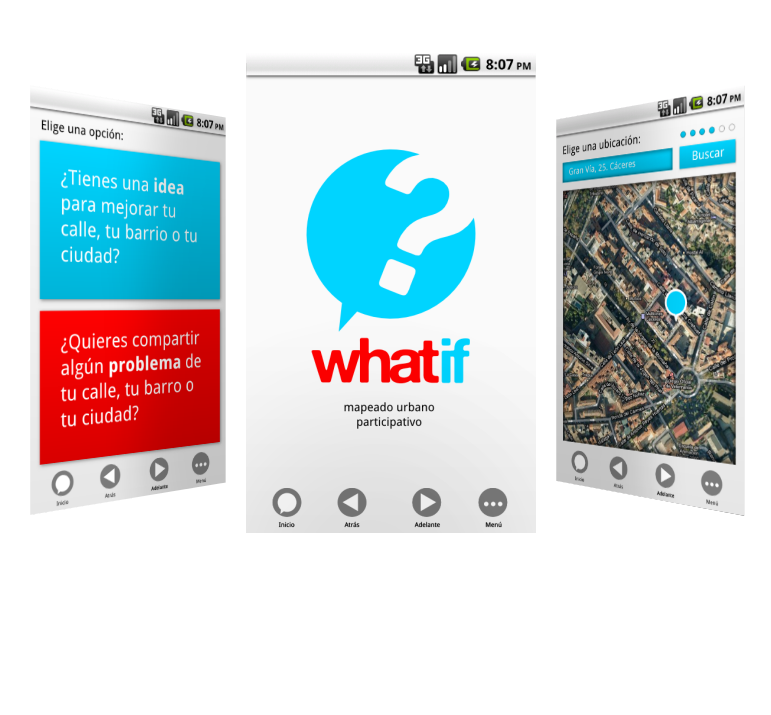 3G 8:07 PM
Elige una opción:
¿Tienes una idea
para mejorar tu
calle, tu barrio o tu
ciudad?
¿Quieres compartir
algún problema de
tu calle, tu barro o
tu ciudad?
Inicio Atrás Adelante Menú
3G 8:07 PM
?
whatif
mapeado urbano
participativo
Inicio Atrás Adelante Menú
3G 8:07 PM
Elige una ubicación:
Gran Vía, 25. Cáceres
Buscar
Inicio Atrás Adelante Menú